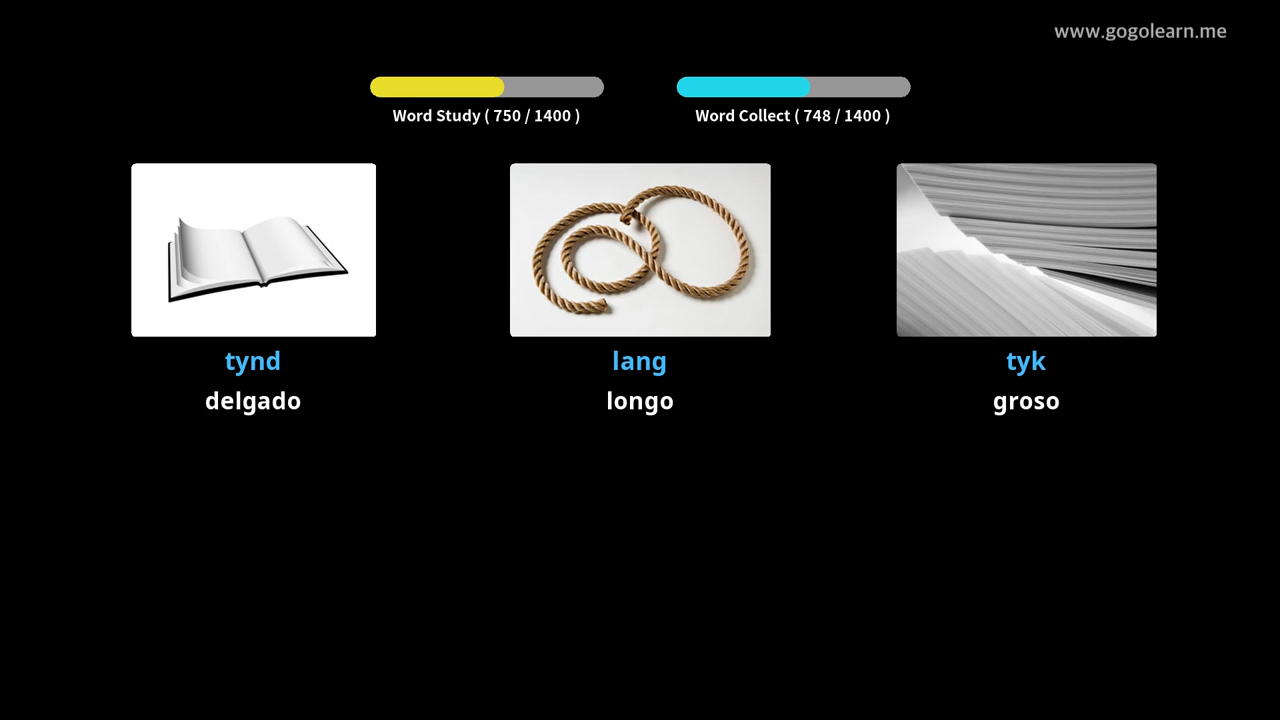 www.gogolearn.me
Word Study ( 750 / 1400 )
Word Collect ( 748 / 1400 )
tynd
delgado
lang
longo
tyk
groso